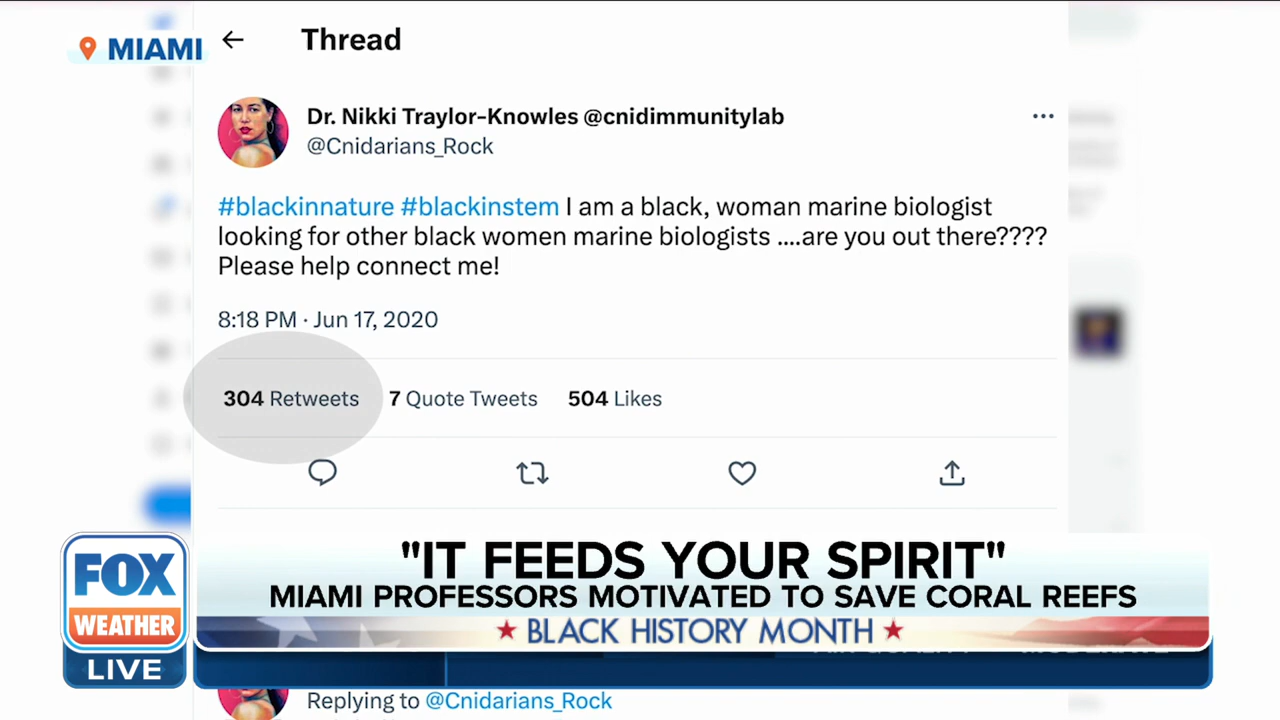 MIAMI
Thread
Dr. Nikki Traylor-Knowles @cnidimmunitylab
@Cnidarians_Rock
#blackinnature #blackinstem I am a black, woman marine biologist
looking for other black women marine biologists ....are you out there????
Please help connect me!
8:18 PM · Jun 17, 2020
304 Retweets 7 Quote Tweets 504 Likes
"IT FEEDS YOUR SPIRIT"
MIAMI PROFESSORS MOTIVATED TO SAVE CORAL REEFS
BLACK HISTORY MONTH
FOX
WEATHER
LIVE
Replying to @Cnidarians_Rock